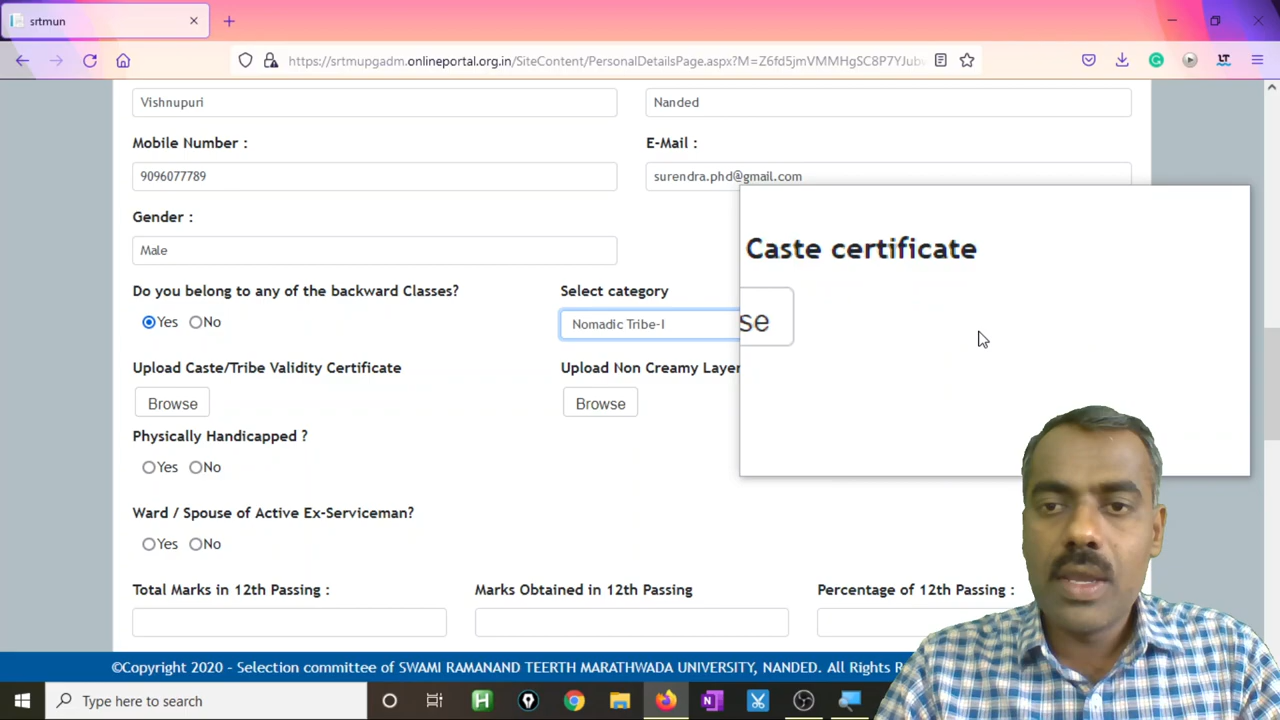 srtmun
https://srtmupgadm.onlineportal.org.in/SiteContent/PersonalDetailsPage.aspx?M=Z6fd5jmVMMHgSC8P7YJub
Vishnupuri Nanded
Mobile Number : E-Mail :
9096077789 surendra.phd@gmail.com
Gender :
Male
Caste certificate
se
Do you belong to any of the backward Classes? Select category
Yes No Nomadic Tribe-I
Upload Caste/Tribe Validity Certificate Upload Non Creamy Layer
Browse Browse
Physically Handicapped ?
Yes No
Ward / Spouse of Active Ex-Serviceman?
Yes No
Total Marks in 12th Passing : Marks Obtained in 12th Passing Percentage of 12th Passing :
©Copyright 2020 - Selection committee of SWAMI RAMANAND TEERTH MARATHWADA UNIVERSITY, NANDED. All Rights Re
Type here to search